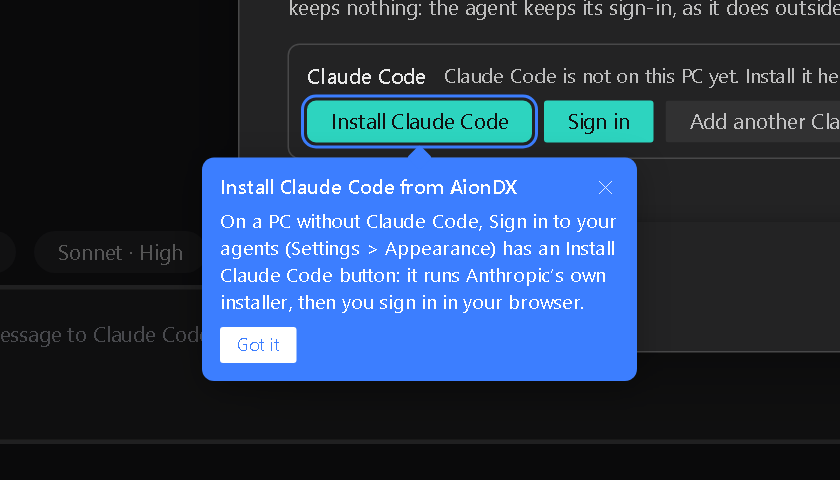 keeps nothing: the agent keeps its sign-in, as it does outside
Claude Code Claude Code is not on this PC yet. Install it he
Install Claude Code Sign in Add another Cla
Install Claude Code from AionDX
On a PC without Claude Code, Sign in to your
agents (Settings > Appearance) has an Install
Claude Code button: it runs Anthropic's own
installer, then you sign in in your browser.
Got it
Sonnet · High
essage to Claude Code